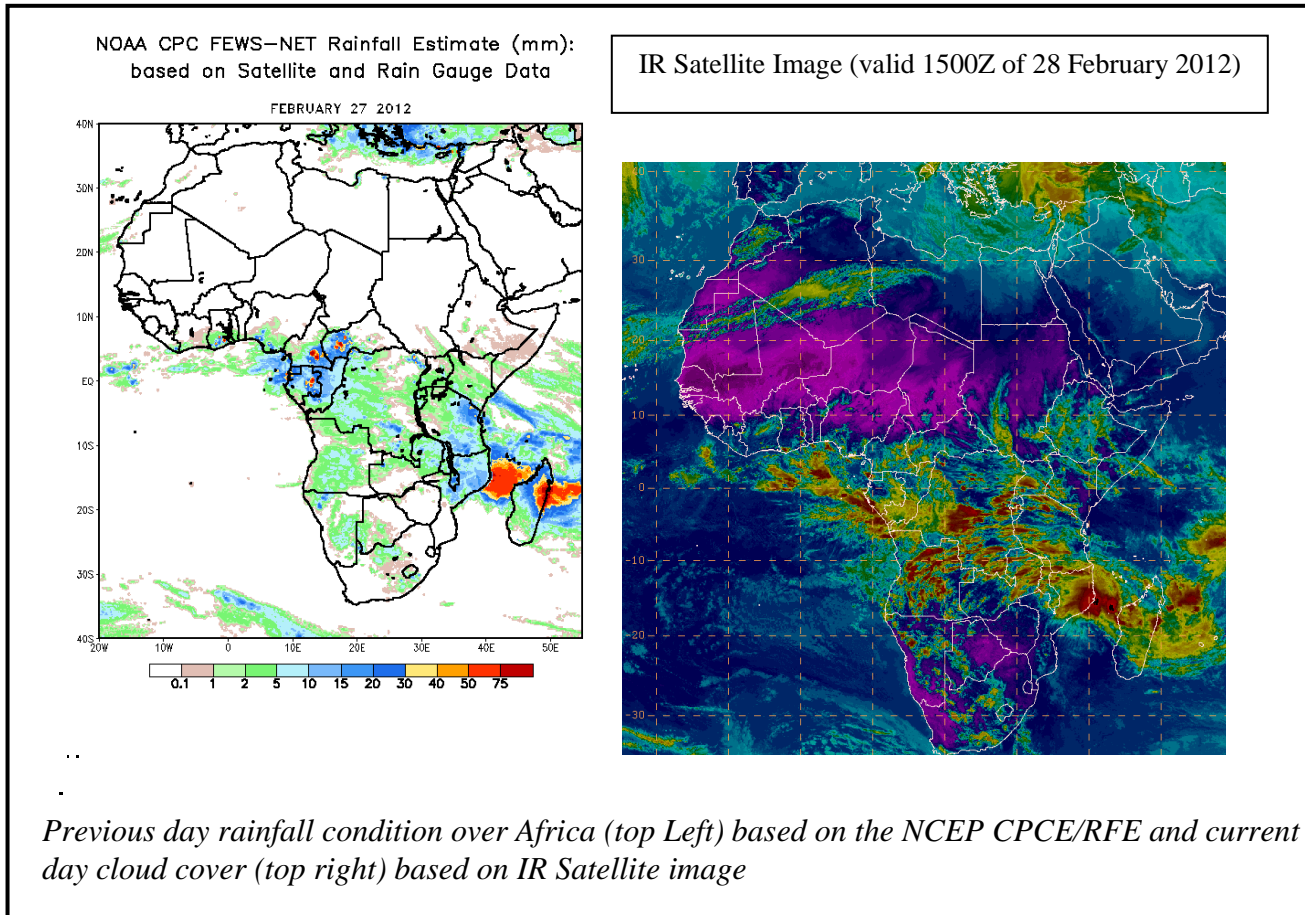 NOAA CPC FEWS-NET Rainfall Estimate (mm):
based on Satellite and Rain Gauge Data
FEBRUARY 27 2012
IR Satellite Image (valid 1500Z of 28 February 2012)
40N
30N
20N
10N
EQ
10S
20S
30S
40S
20W 10W 0 10E 20E 30E 40E 50E
0.1 1 2 5 10 15 20 30 40 50 75
30
20
10
0
-10
-20
-30
Previous day rainfall condition over Africa (top Left) based on the NCEP CPCE/RFE and current
day cloud cover (top right) based on IR Satellite image